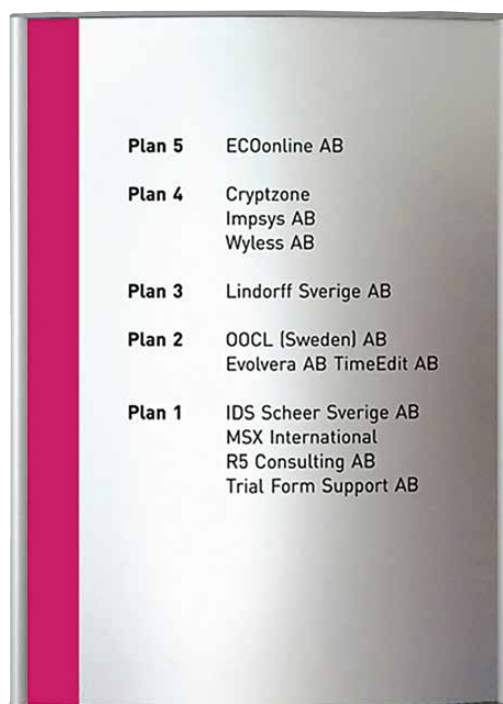 Plan 5 ECOonline AB
Plan 4 Cryptzone
Impsys AB
Wyless AB
Plan 3 Lindorff Sverige AB
Plan 2 OOCL (Sweden) AB
Evolvera AB TimeEdit AB
Plan 1 IDS Scheer Sverige AB
MSX International
R5 Consulting AB
Trial Form Support AB